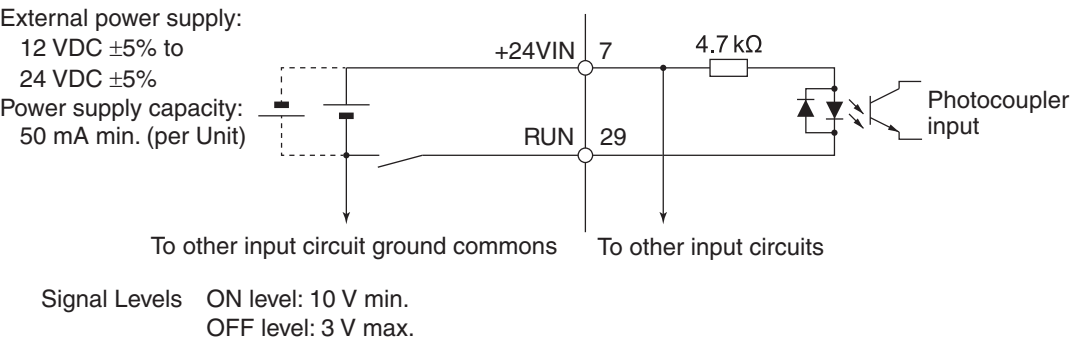 External power supply:
12 VDC ±5% to
24 VDC ±5%
Power supply capacity:
50 mA min. (per Unit)
+24VIN 7
4.7 kΩ
Photocoupler
input
RUN 29
To other input circuit ground commons
To other input circuits
Signal Levels ON level: 10 V min.
OFF level: 3 V max.